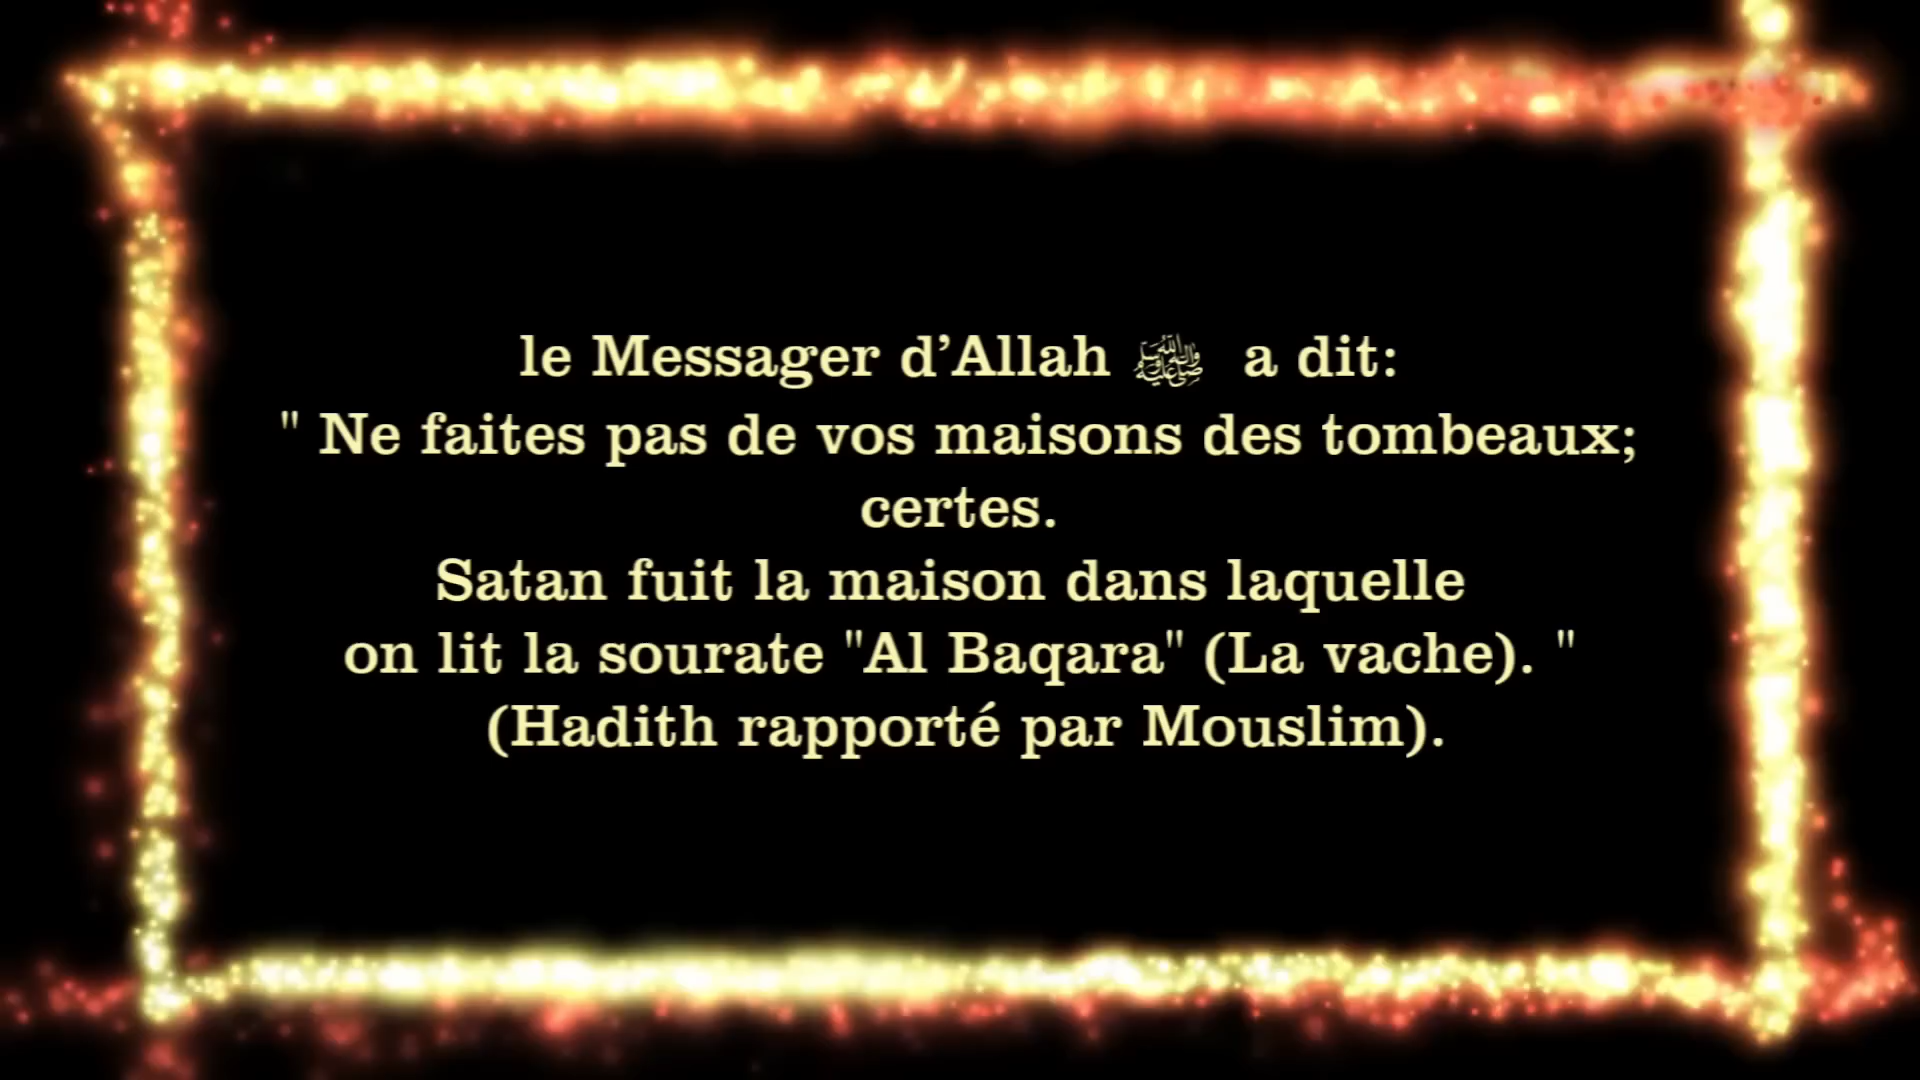 le Messager d’Allah ﷺ a dit:
" Ne faites pas de vos maisons des tombeaux;
certes.
Satan fuit la maison dans laquelle
on lit la sourate "Al Baqara" (La vache). "
(Hadith rapporté par Mouslim).